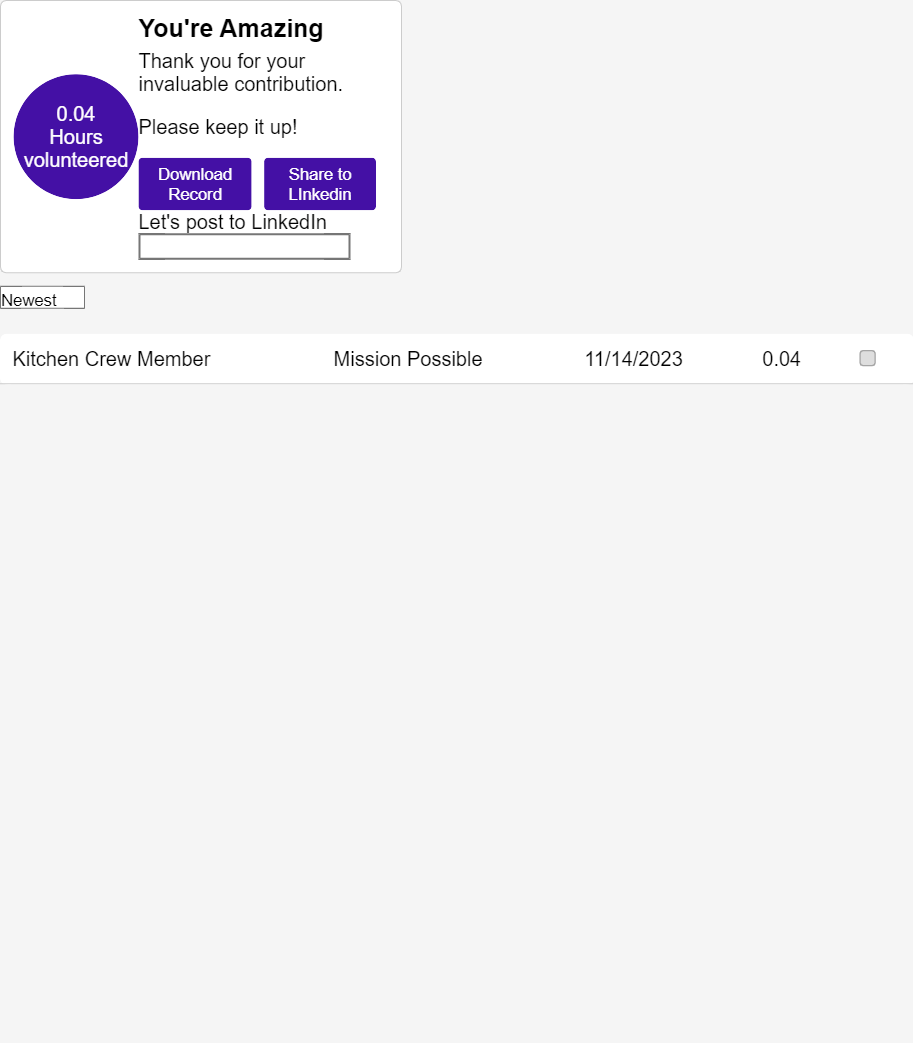 You're Amazing
Thank you for your
invaluable contribution.
0.04
Hours
volunteered
Please keep it up!
Download
Record
Share to
LInkedin
Let's post to LinkedIn
Newest
Kitchen Crew Member Mission Possible 11/14/2023 0.04